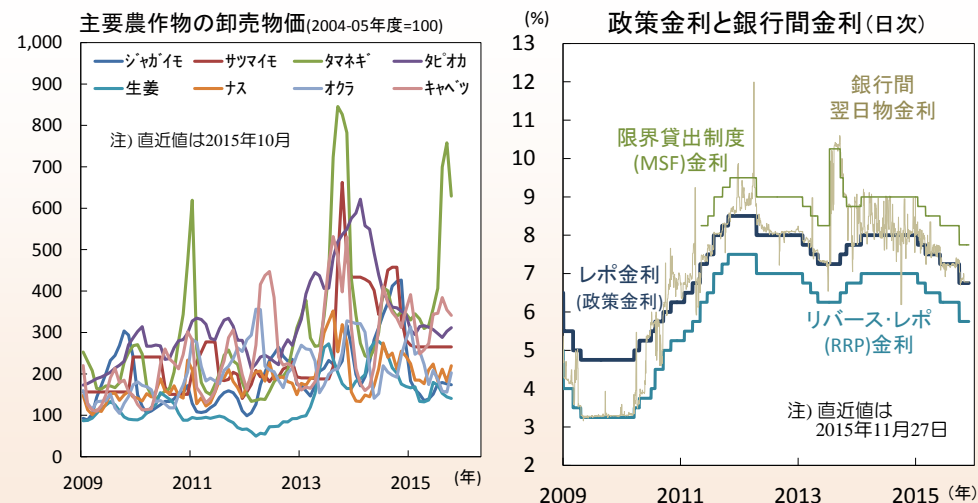 主要農作物の卸売物価(2004-05年度=100)
1,000
900
800
700
600
500
400
300
200
100
0
ジャガイモ サツマイモ タマネギ タピオカ
生姜 ナス オクラ キャベツ
注) 直近値は2015年10月
2009 2011 2013 2015 (年)
(%) 政策金利と銀行間金利(日次)
13
12
11
10
9
8
7
6
5
4
3
2
銀行間
翌日物金利
限界貸出制度
(MSF)金利
レポ金利
(政策金利)
リバース・レポ
(RRP)金利
注) 直近値は
2015年11月27日
2009 2011 2013 2015 (年)